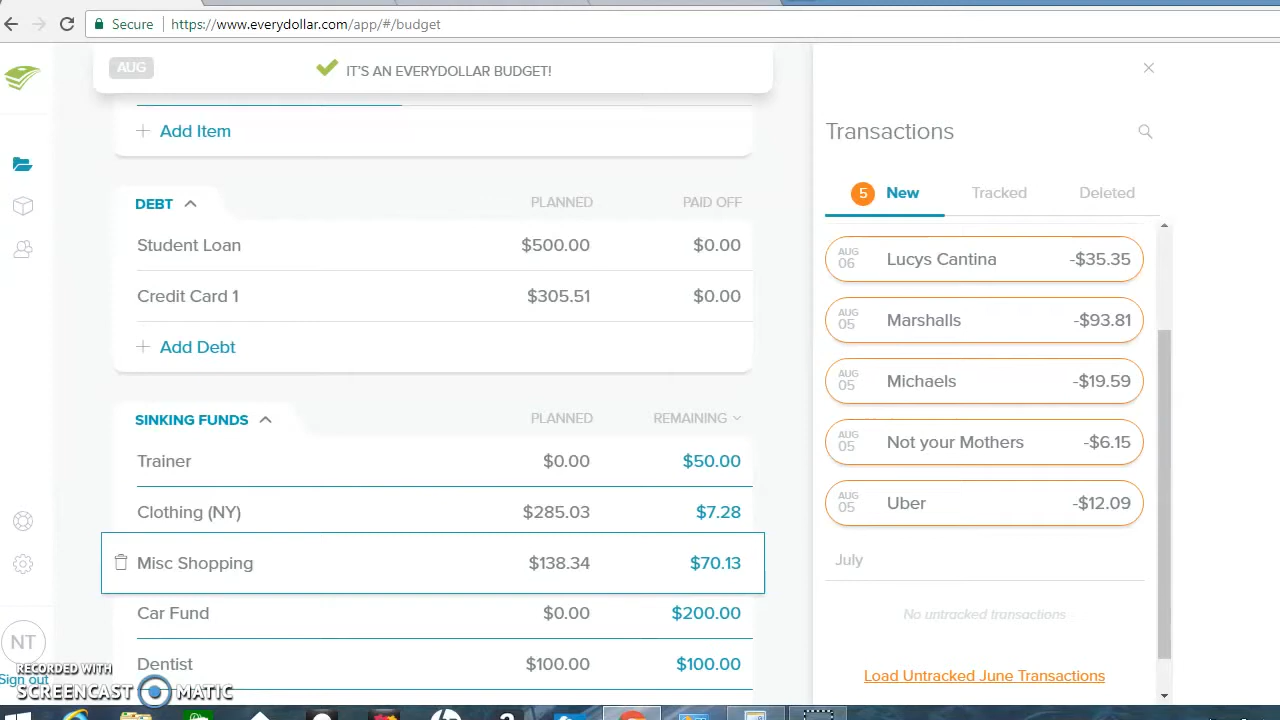 Secure https://www.everydollar.com/app/#/budget
AUG IT'S AN EVERYDOLLAR BUDGET!
+ Add Item
DEBT PLANNED PAID OFF
Student Loan $500.00 $0.00
Credit Card 1 $305.51 $0.00
+ Add Debt
SINKING FUNDS PLANNED REMAINING
Trainer $0.00 $50.00
Clothing (NY) $285.03 $7.28
Misc Shopping $138.34 $70.13
Car Fund $0.00 $200.00
Dentist $100.00 $100.00
NT
Sign out
RECORDED WITH
SCREENCAST MATIC
Transactions
5 New Tracked Deleted
AUG 06 Lucys Cantina -$35.35
AUG 05 Marshalls -$93.81
AUG 05 Michaels -$19.59
AUG 05 Not your Mothers -$6.15
AUG 05 Uber -$12.09
July
No untracked transactions
Load Untracked June Transactions